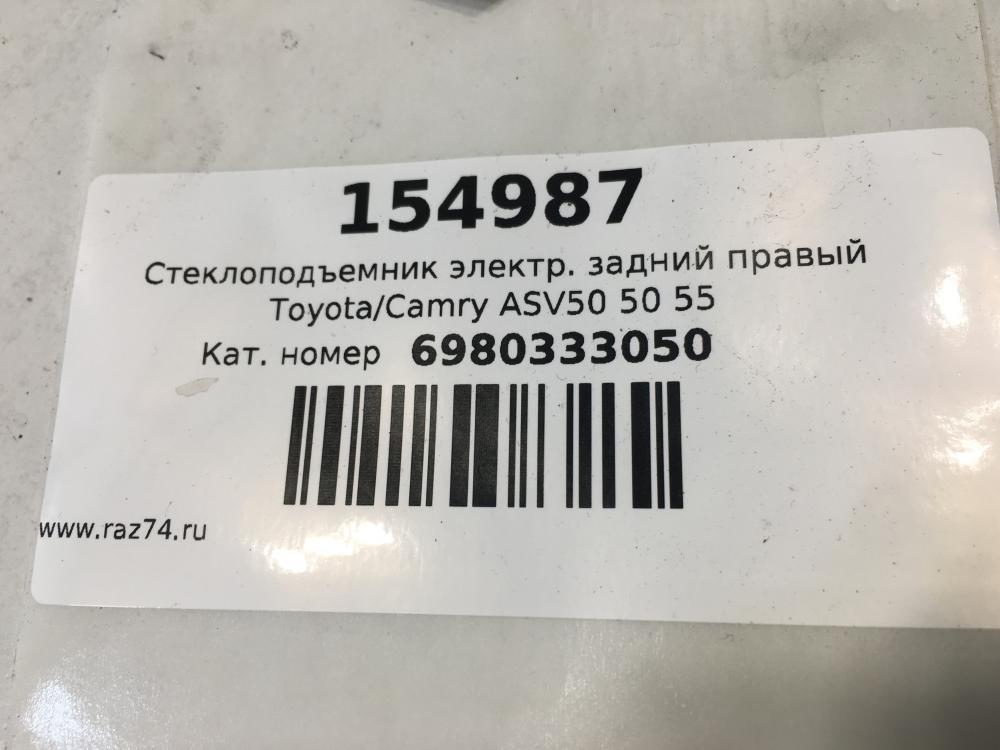 154987
Стеклоподъемник электр. задний правый
Toyota/Camry ASV50 50 55
Кат. номер 6980333050
www.raz74.ru